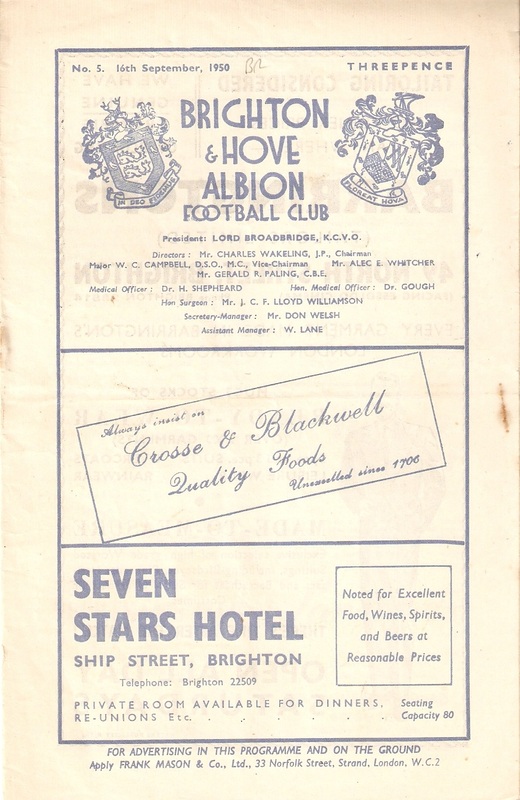 No. 5. 16th September, 1950
THREEPENCE
BRIGHTON
& HOVE
ALBION
FOOTBALL CLUB
IN DEO FIDEMUS
FLOREAT HOVA
President: LORD BROADBRIDGE, K.C.V.O.
Directors : Mr. CHARLES WAKELING, J.P., Chairman
Major W. C. CAMPBELL, D.S.O., M.C., Vice-Chairman Mr. ALEC E. WHITCHER
Mr. GERALD R. PALING, C.B.E.
Medical Officer : Dr. H. SHEPHEARD Hon. Medical Officer : Dr. GOUGH
Hon Surgeon : Mr. J. C. F. LLOYD WILLIAMSON
Secretary-Manager : Mr. DON WELSH
Assistant Manager : W. LANE
Always insist on
Crosse & Blackwell
Quality Foods
Unexcelled since 1706
SEVEN
STARS HOTEL
SHIP STREET, BRIGHTON
Telephone: Brighton 22509
Noted for Excellent
Food, Wines, Spirits,
and Beers at
Reasonable Prices
PRIVATE ROOM AVAILABLE FOR DINNERS, Seating
RE-UNIONS Etc. . . . . Capacity 80
FOR ADVERTISING IN THIS PROGRAMME AND ON THE GROUND
Apply FRANK MASON & Co., Ltd., 33 Norfolk Street, Strand, London, W.C.2